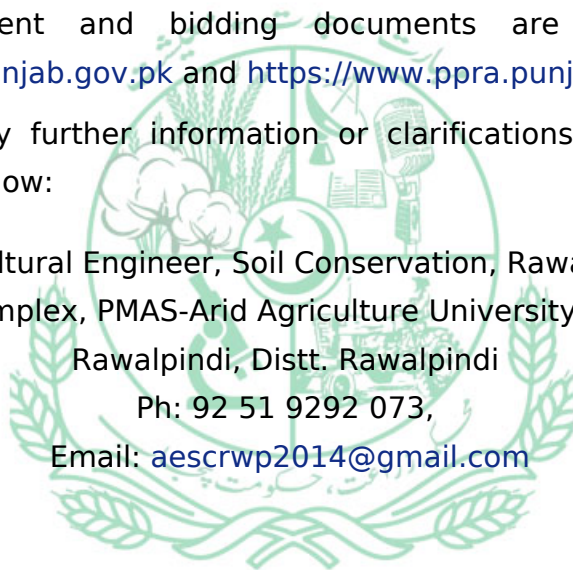 ent and bidding documents are
njab.gov.pk and https://www.ppra.punj
y further information or clarifications
ow:
ltural Engineer, Soil Conservation, Rawa
mplex, PMAS-Arid Agriculture University
Rawalpindi, Distt. Rawalpindi
Ph: 92 51 9292 073,
Email: aescrwp2014@gmail.com